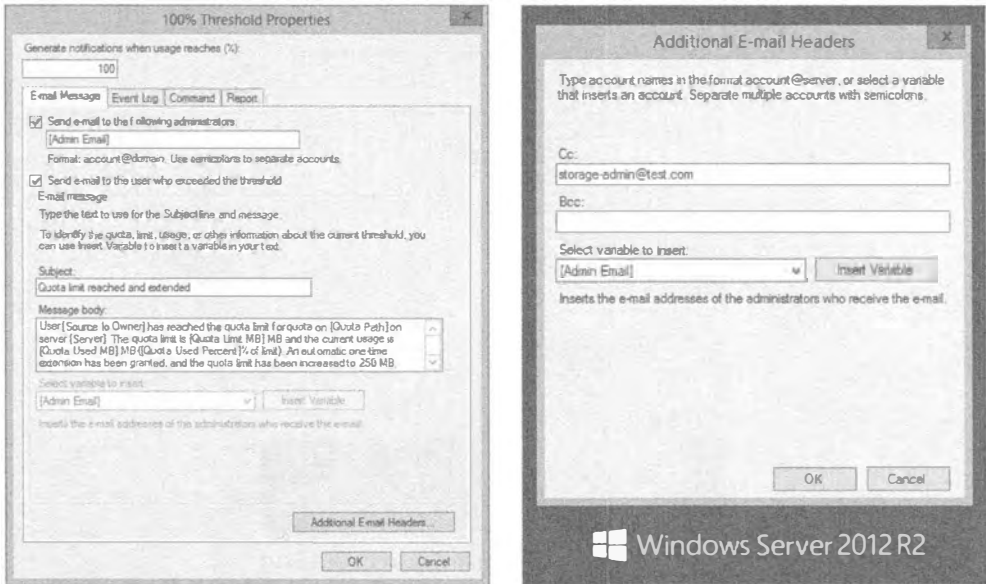 100% Threshold Properties
x
Generate notifications when usage reaches (%):
100
E-mail Message
Event Log
Command
Report
Send e-mail to the following administrators:
[Admin Email]
Format: account@domain. Use semicolons to separate accounts.
Send e-mail to the user who exceeded the threshold
E-mail message
Type the text to use for the Subject line and message.
To identify the quota, limit, usage, or other information about the current threshold, you
can use Insert Variable to insert a variable in your text.
Subject:
Quota limit reached and extended
Message body:
User [Source Io Owner] has reached the quota limit for quota on [Quota Path] on
server [Server]. The quota limit is [Quota Limit MB] MB and the current usage is
[Quota Used MB] MB ([Quota Used Percent]% of limit). An automatic one time
extension has been granted, and the quota limit has been increased to 250 MB.
Select variable to insert:
[Admin Email]
Insert Variable
Inserts the e-mail addresses of the administrators who receive the e-mail.
Additional E-mail Headers...
OK
Cancel
Additional E-mail Headers
x
Type account names in the format account@server, or select a variable
that inserts an account. Separate multiple accounts with semicolons.
Cc:
storage-admin@test.com
Bcc:
Select variable to insert:
[Admin Email]
Insert Variable
Inserts the e-mail addresses of the administrators who receive the e-mail.
OK
Cancel
Windows Server 2012 R2